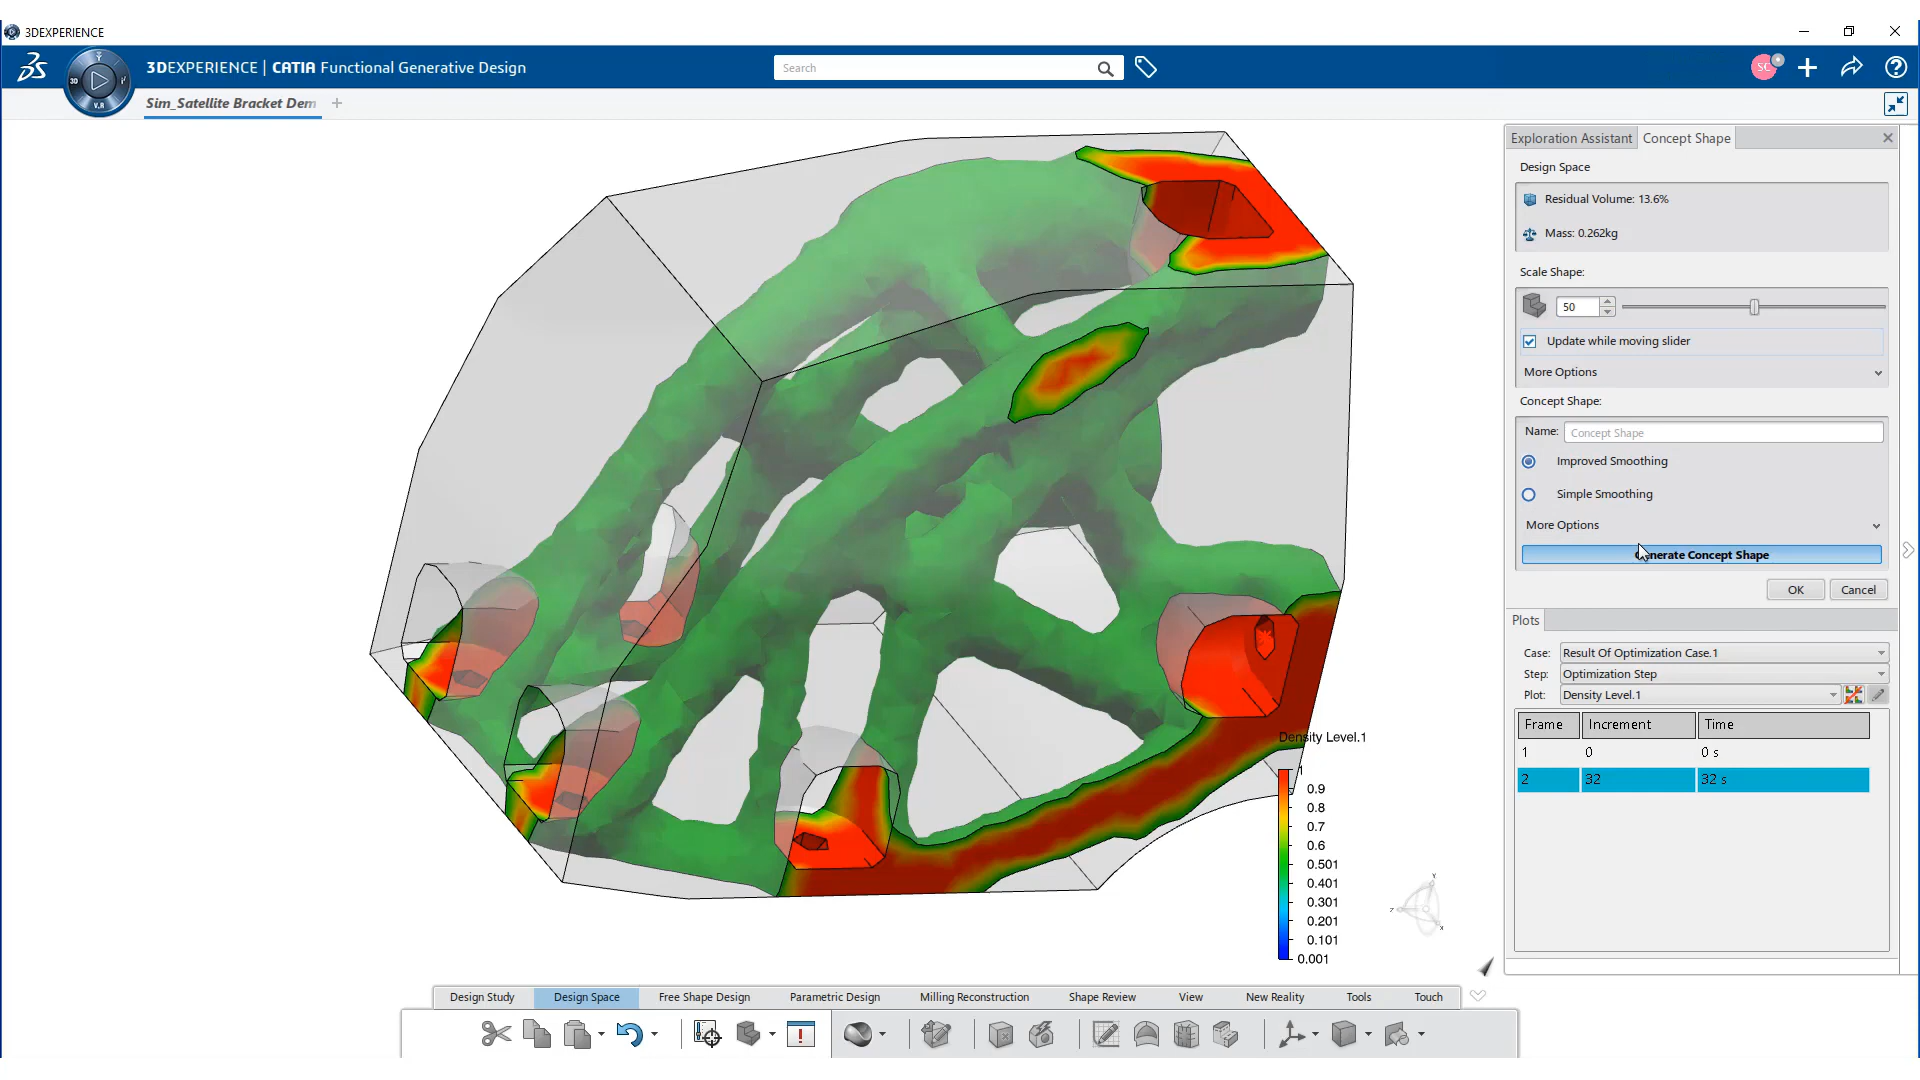 3DEXPERIENCE
3DEXPERIENCE | CATIA Functional Generative Design
Search
SC
3D
V.R
Sim_Satellite Bracket Dem
Exploration Assistant
Concept Shape
Design Space
Residual Volume: 13.6%
Mass: 0.262kg
Scale Shape:
50
Update while moving slider
More Options
Concept Shape:
Name: Concept Shape
Improved Smoothing
Simple Smoothing
More Options
Generate Concept Shape
OK Cancel
Plots
Case: Result Of Optimization Case.1
Step: Optimization Step
Plot: Density Level.1
Frame Increment Time
1 0 0 s
2 32 32 s
Density Level.1
1
0.9
0.8
0.7
0.6
0.501
0.401
0.301
0.201
0.101
0.001
Y
Z
X
Design Study Design Space Free Shape Design Parametric Design Milling Reconstruction Shape Review View New Reality Tools Touch